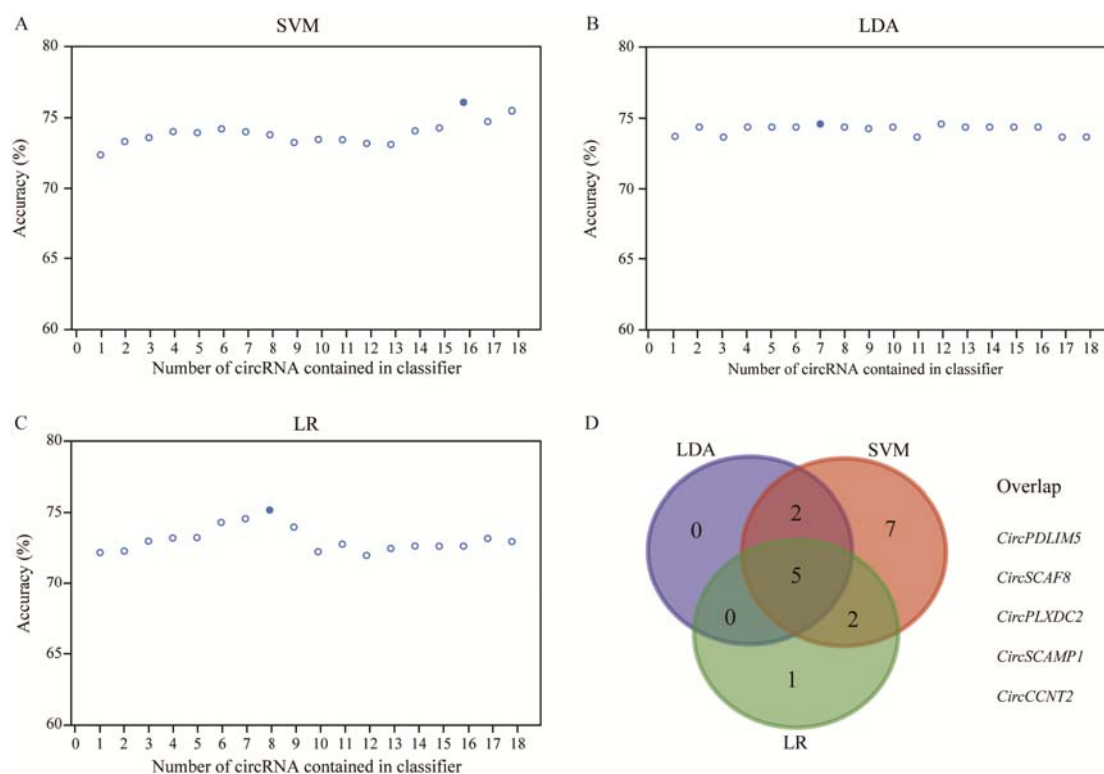 A
SVM
Accuracy (%)
80
75
70
65
60
0 1 2 3 4 5 6 7 8 9 10 11 12 13 14 15 16 17 18
Number of circRNA contained in classifier
B
LDA
Accuracy (%)
80
75
70
65
60
0 1 2 3 4 5 6 7 8 9 10 11 12 13 14 15 16 17 18
Number of circRNA contained in classifier
C
LR
Accuracy (%)
80
75
70
65
60
0 1 2 3 4 5 6 7 8 9 10 11 12 13 14 15 16 17 18
Number of circRNA contained in classifier
D
LDA
SVM
0
2
7
5
0
2
1
LR
Overlap
CircPDLIM5
CircSCAF8
CircPLXDC2
CircSCAMP1
CircCCNT2